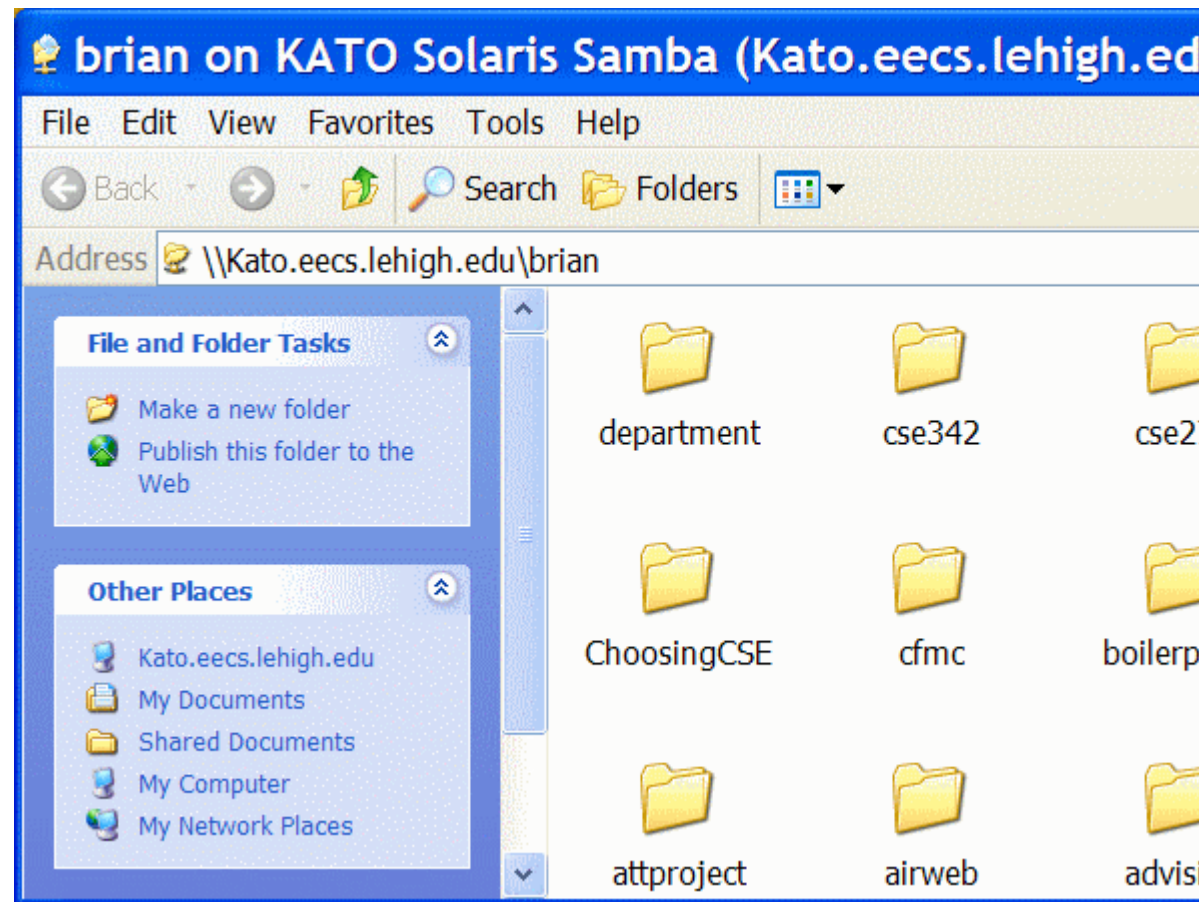 brian on KATO Solaris Samba (Kato.eecs.lehigh.ed
File Edit View Favorites Tools Help
Back Search Folders
Address \\Kato.eecs.lehigh.edu\brian
File and Folder Tasks
Make a new folder
Publish this folder to the
Web
Other Places
Kato.eecs.lehigh.edu
My Documents
Shared Documents
My Computer
My Network Places
department cse342
ChoosingCSE cfmc boilerp
attproject airweb advisi